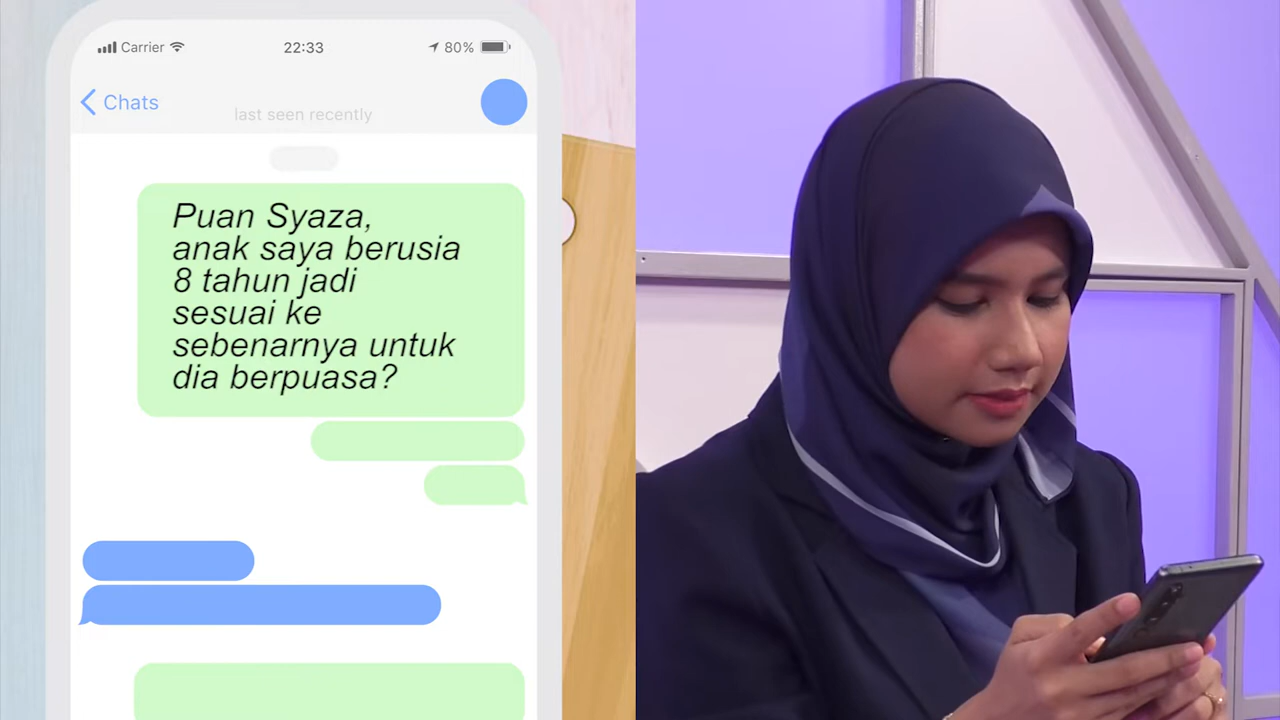 Carrier 22:33 80%
Chats
last seen recently
Puan Syaza,
anak saya berusia
8 tahun jadi
sesuai ke
sebenarnya untuk
dia berpuasa?